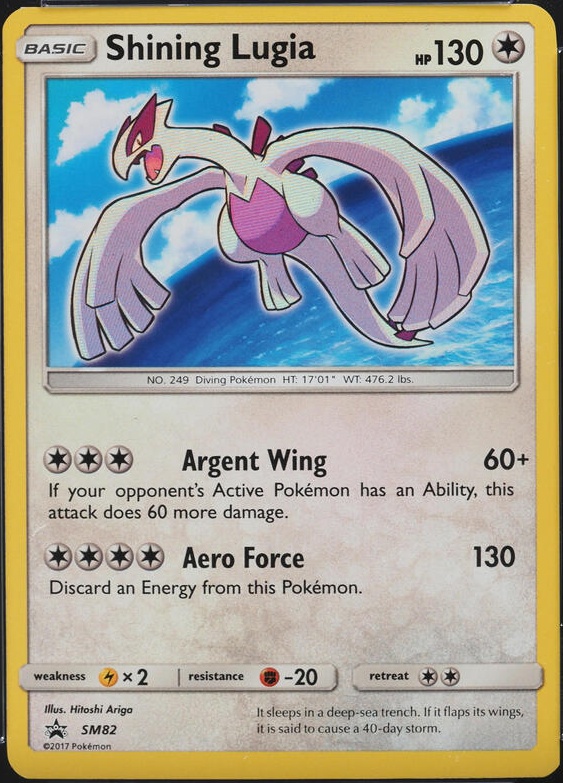 BASIC Shining Lugia HP 130
NO. 249 Diving Pokémon HT: 17'01" WT: 476.2 lbs.
Argent Wing 60+
If your opponent's Active Pokémon has an Ability, this
attack does 60 more damage.
Aero Force 130
Discard an Energy from this Pokémon.
weakness ×2 resistance -20 retreat
Illus. Hitoshi Ariga
SM82
©2017 Pokémon
It sleeps in a deep-sea trench. If it flaps its wings,
it is said to cause a 40-day storm.